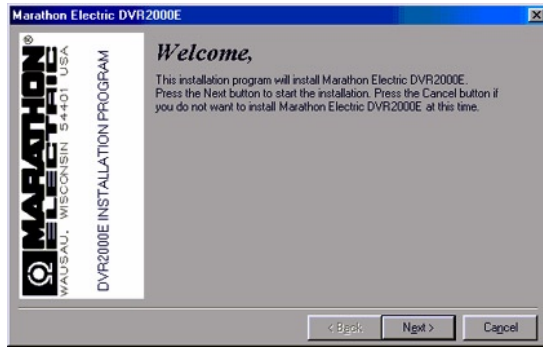 Marathon Electric DVR2000E
MARATHON®
ELECTRIC
WAUSAU, WISCONSIN 54401 USA
DVR2000E INSTALLATION PROGRAM
Welcome,
This installation program will install Marathon Electric DVR2000E.
Press the Next button to start the installation. Press the Cancel button if
you do not want to install Marathon Electric DVR2000E at this time.
< Back
Next >
Cancel